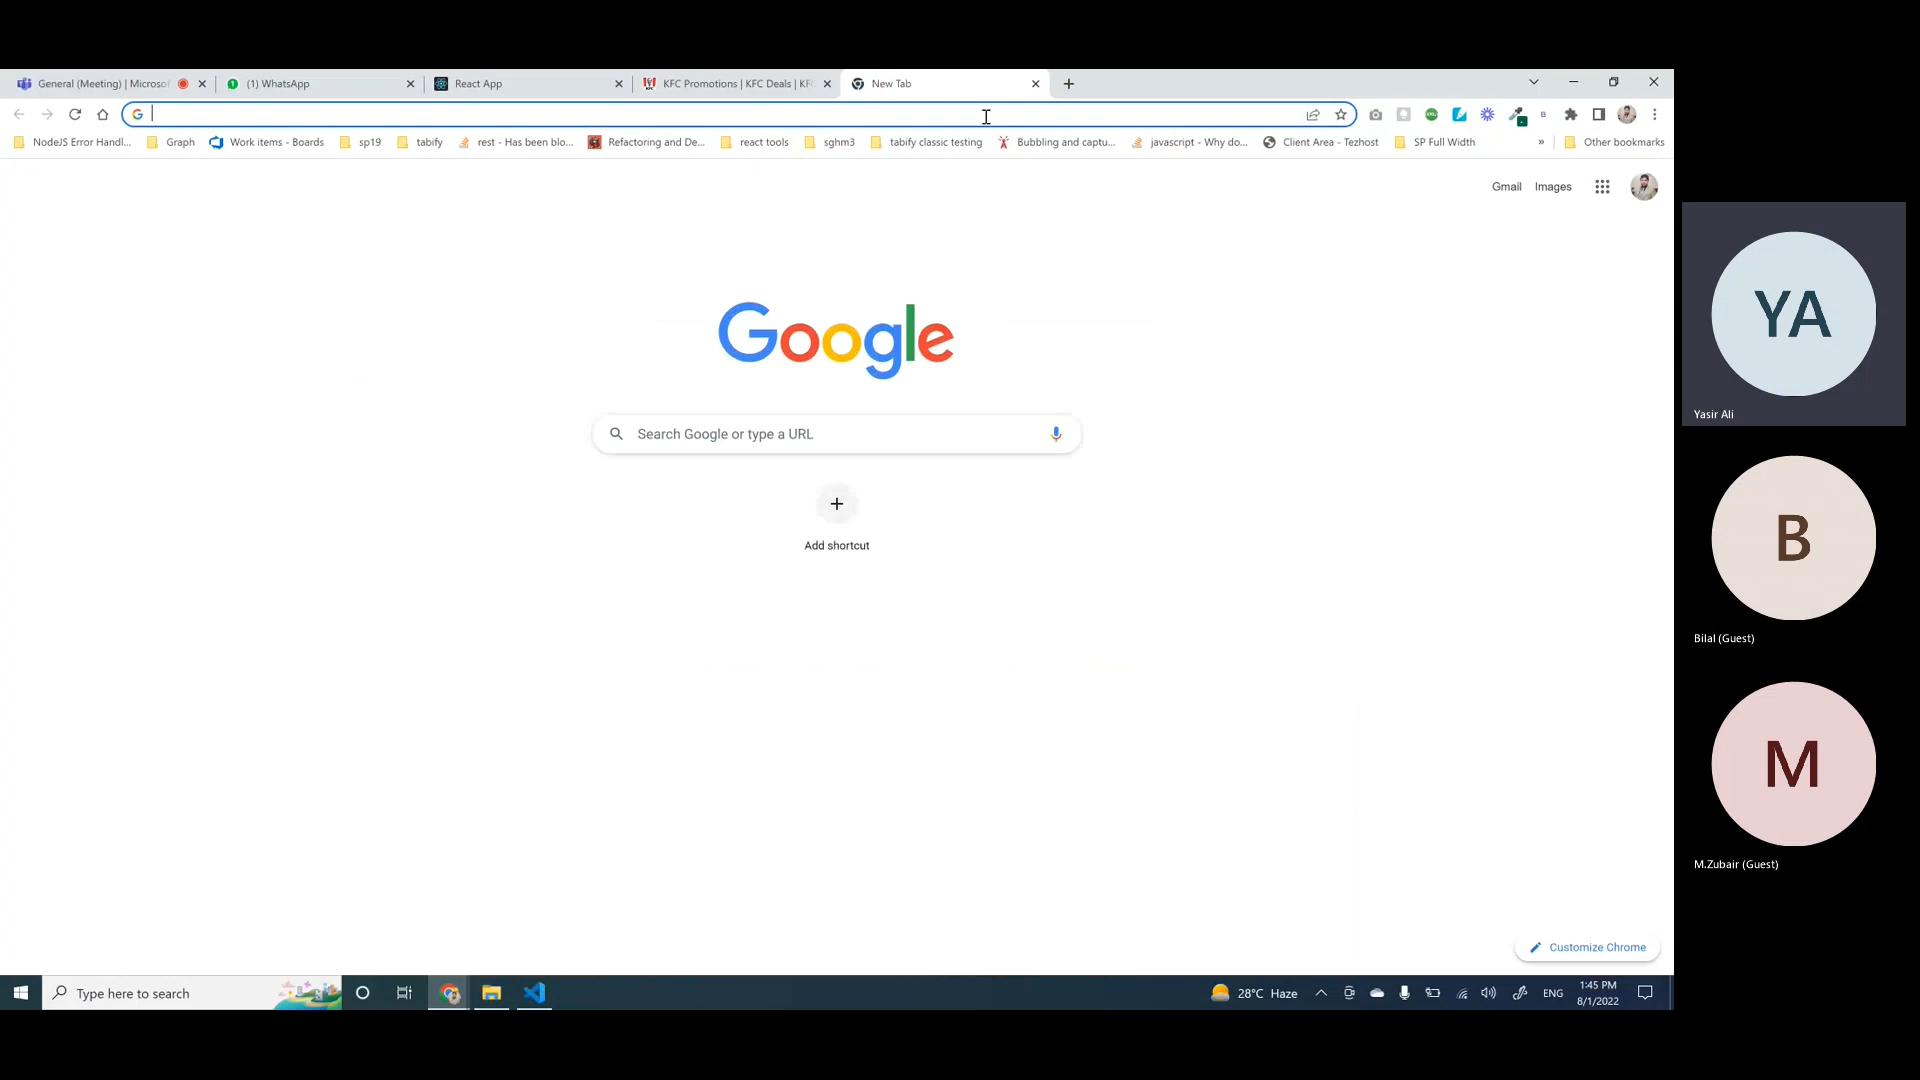 General (Meeting) | Microsof
(1) WhatsApp
React App
KFC Promotions | KFC Deals | KF
New Tab
NodeJS Error Handl...
Graph
Work items - Boards
sp19
tabify
rest - Has been blo...
Refactoring and De...
react tools
sghm3
tabify classic testing
Bubbling and captu...
javascript - Why do...
Client Area - Tezhost
SP Full Width
»
Other bookmarks
Gmail
Images
Google
Search Google or type a URL
Add shortcut
Customize Chrome
YA
Yasir Ali
B
Bilal (Guest)
M
M.Zubair (Guest)
Type here to search
28°C Haze
ENG
1:45 PM
8/1/2022